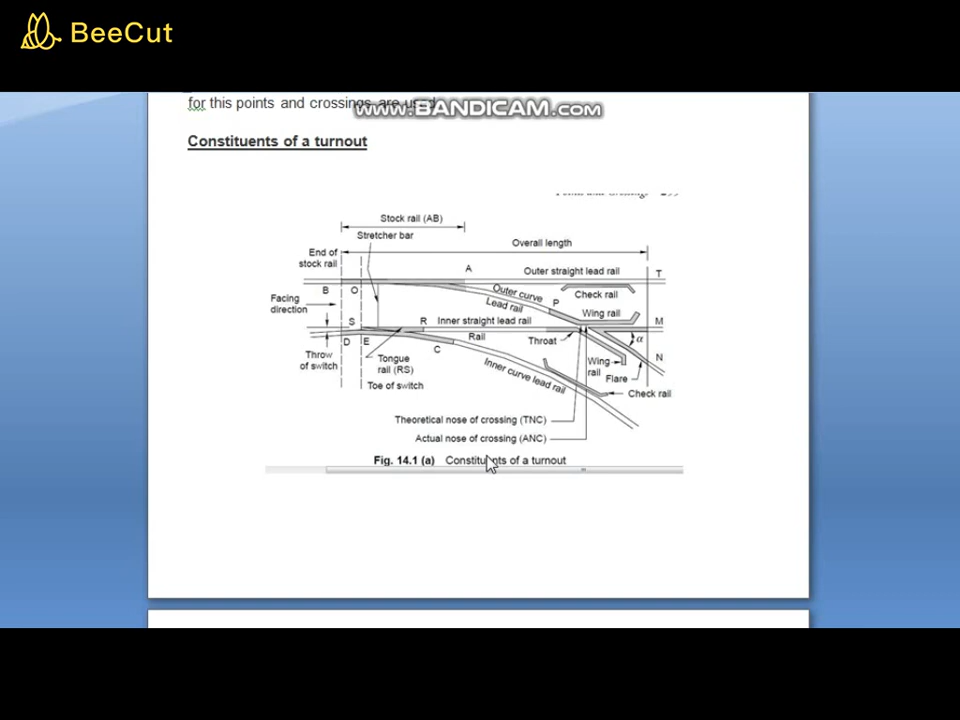 BeeCut
for this points and crossings are used
www.BANDICAM.com
Constituents of a turnout
Stock rail (AB)
Stretcher bar
Overall length
End of
stock rail
A
Outer straight lead rail
T
B
O
Outer curve
Check rail
Facing
direction
Lead rail
P
Wing rail
S
R
Inner straight lead rail
M
D
E
Rail
Throat
α
C
Throw
of switch
Tongue
rail (RS)
Wing
rail
N
Inner curve lead rail
Flare
Toe of switch
Check rail
Theoretical nose of crossing (TNC)
Actual nose of crossing (ANC)
Fig. 14.1 (a) Constituents of a turnout